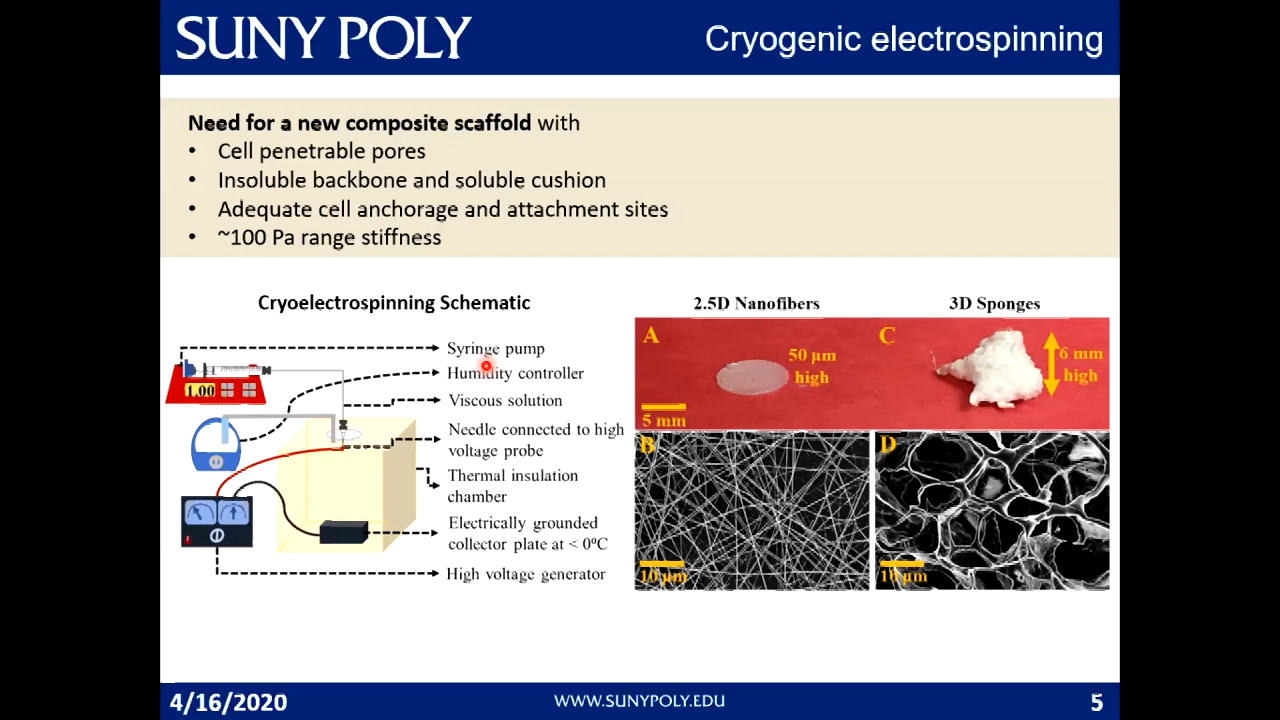 SUNY POLY
Cryogenic electrospinning
Need for a new composite scaffold with
• Cell penetrable pores
• Insoluble backbone and soluble cushion
• Adequate cell anchorage and attachment sites
• ~100 Pa range stiffness
Cryoelectrospinning Schematic
Syringe pump
Humidity controller
Viscous solution
Needle connected to high
voltage probe
Thermal insulation
chamber
Electrically grounded
collector plate at < 0°C
High voltage generator
1.00
2.5D Nanofibers
3D Sponges
A
50 µm
high
5 mm
C
6 mm
high
B
10 µm
D
10 µm
4/16/2020
WWW.SUNYPOLY.EDU
5